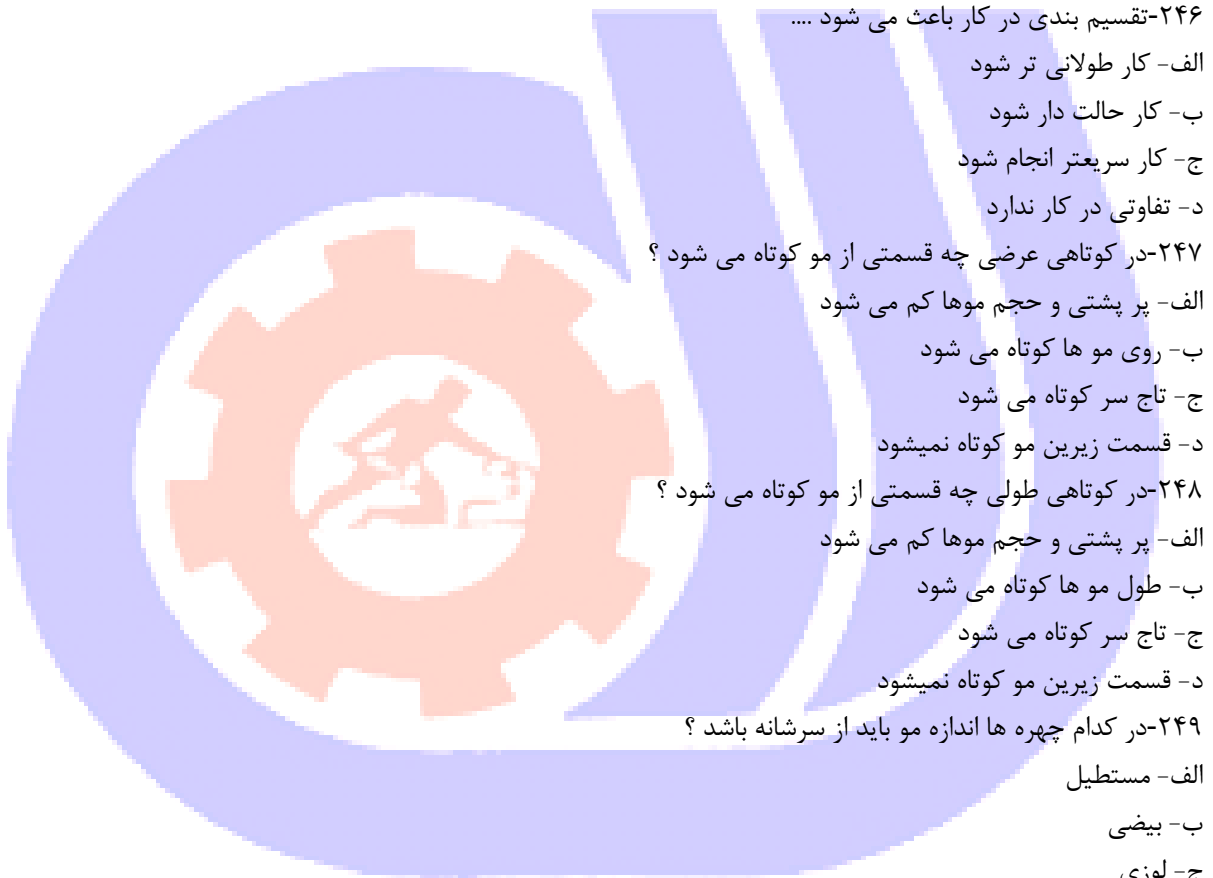 ۲۴۶-تقسیم بندی در کار باعث می شود ....
الف- کار طولانی تر شود
ب- کار حالت دار شود
ج- کار سریعتر انجام شود
د- تفاوتی در کار ندارد
۲۴۷-در کوتاهی عرضی چه قسمتی از مو کوتاه می شود ؟
الف- پر پشتی و حجم موها کم می شود
ب- روی مو ها کوتاه می شود
ج- تاج سر کوتاه می شود
د- قسمت زیرین مو کوتاه نمیشود
۲۴۸-در کوتاهی طولی چه قسمتی از مو کوتاه می شود ؟
الف- پر پشتی و حجم موها کم می شود
ب- طول مو ها کوتاه می شود
ج- تاج سر کوتاه می شود
د- قسمت زیرین مو کوتاه نمیشود
۲۴۹-در کدام چهره ها اندازه مو باید از سرشانه باشد ؟
الف- مستطیل
ب- بیضی
ج- لوزی